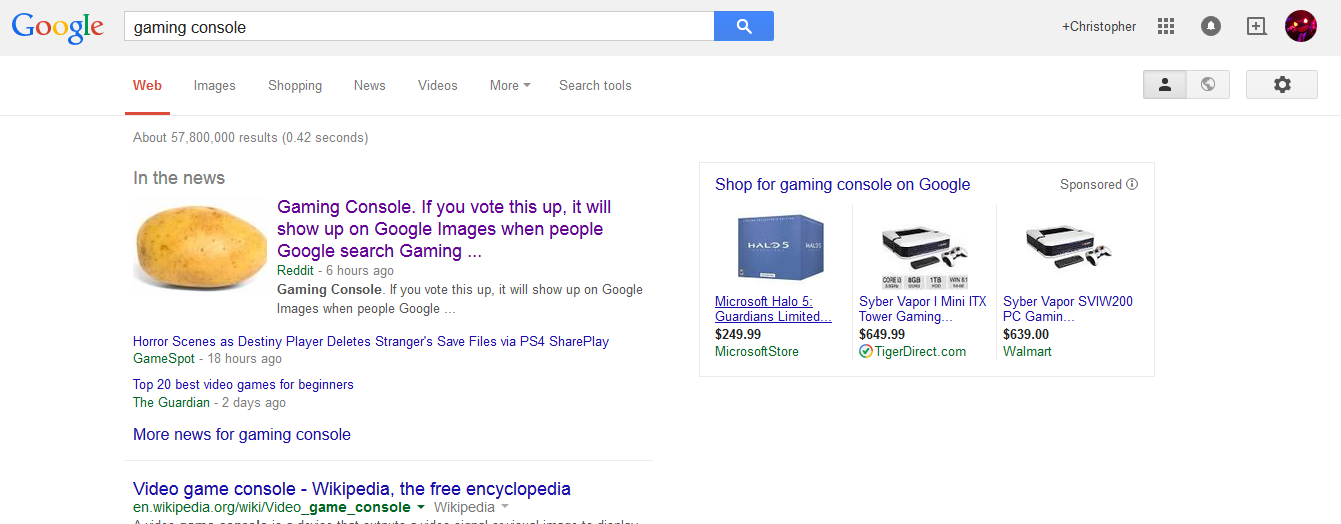 Google
gaming console
+Christopher
Web
Images
Shopping
News
Videos
More
Search tools
About 57,800,000 results (0.42 seconds)
In the news
Gaming Console. If you vote this up, it will
show up on Google Images when people
Google search Gaming ...
Reddit - 6 hours ago
Gaming Console. If you vote this up, it will show up on Google
Images when people Google ...
Horror Scenes as Destiny Player Deletes Stranger's Save Files via PS4 SharePlay
GameSpot - 18 hours ago
Top 20 best video games for beginners
The Guardian - 2 days ago
More news for gaming console
Video game console - Wikipedia, the free encyclopedia
en.wikipedia.org/wiki/Video_game_console
Wikipedia
Shop for gaming console on Google
Sponsored
HALO 5
Microsoft Halo 5:
Guardians Limited...
$249.99
MicrosoftStore
CORE I3
8GB
1TB
WIN 8.1
Syber Vapor I Mini ITX
Tower Gaming...
$649.99
TigerDirect.com
Syber Vapor SVIW200
PC Gamin...
$639.00
Walmart